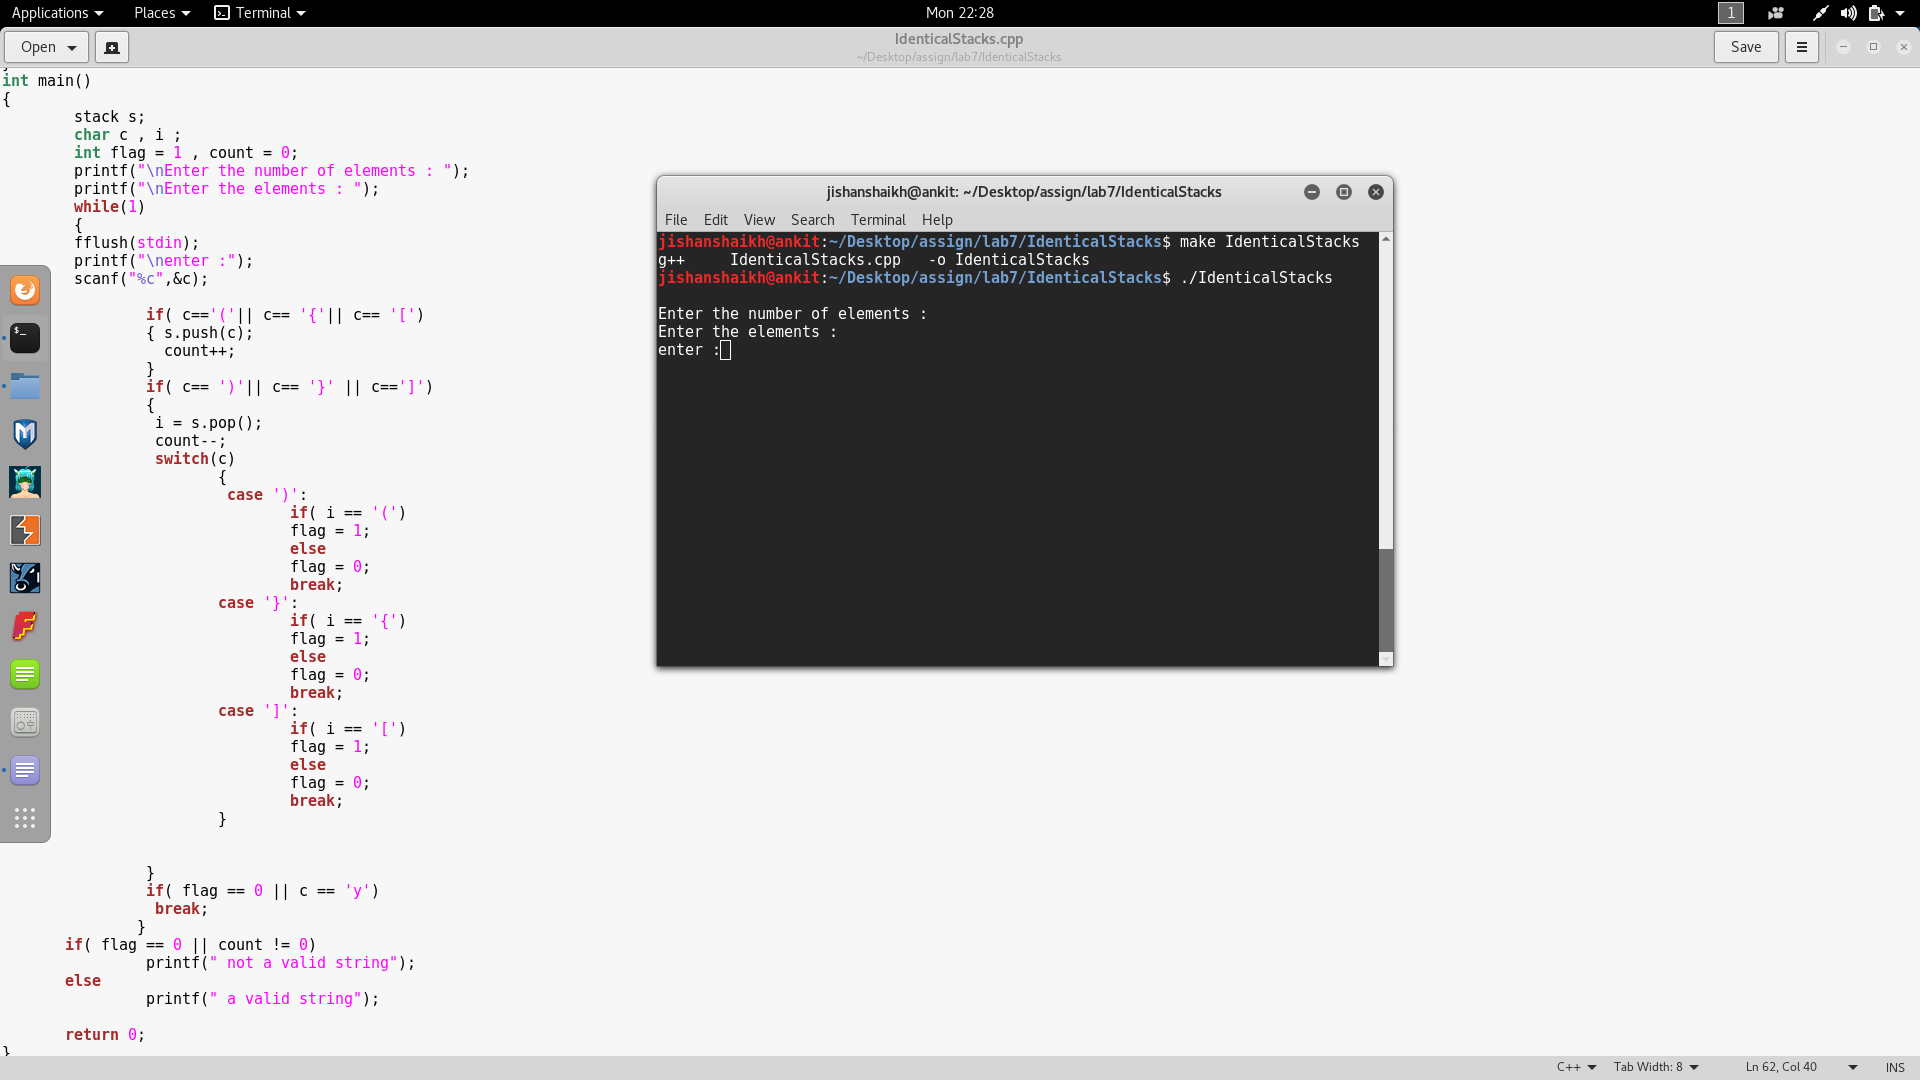 Applications Places Terminal Mon 22:28 1
Open IdenticalStacks.cpp Save
~/Desktop/assign/lab7/IdenticalStacks
int main()
{
stack s;
char c , i ;
int flag = 1 , count = 0;
printf("\nEnter the number of elements : ");
printf("\nEnter the elements : ");
while(1)
{
fflush(stdin);
printf("\nenter :");
scanf("%c",&c);
if( c=='('|| c== '{'|| c== '[')
{ s.push(c);
count++;
}
if( c== ')'|| c== '}' || c==']')
{
i = s.pop();
count--;
switch(c)
{
case ')':
if( i == '(')
flag = 1;
else
flag = 0;
break;
case '}':
if( i == '{')
flag = 1;
else
flag = 0;
break;
case ']':
if( i == '[')
flag = 1;
else
flag = 0;
break;
}
}
if( flag == 0 || c == 'y')
break;
}
if( flag == 0 || count != 0)
printf(" not a valid string");
else
printf(" a valid string");
return 0;
}
jishanshaikh@ankit: ~/Desktop/assign/lab7/IdenticalStacks
File Edit View Search Terminal Help
jishanshaikh@ankit:~/Desktop/assign/lab7/IdenticalStacks$ make IdenticalStacks
g++     IdenticalStacks.cpp   -o IdenticalStacks
jishanshaikh@ankit:~/Desktop/assign/lab7/IdenticalStacks$ ./IdenticalStacks
Enter the number of elements :
Enter the elements :
enter :
C++ Tab Width: 8 Ln 62, Col 40 INS